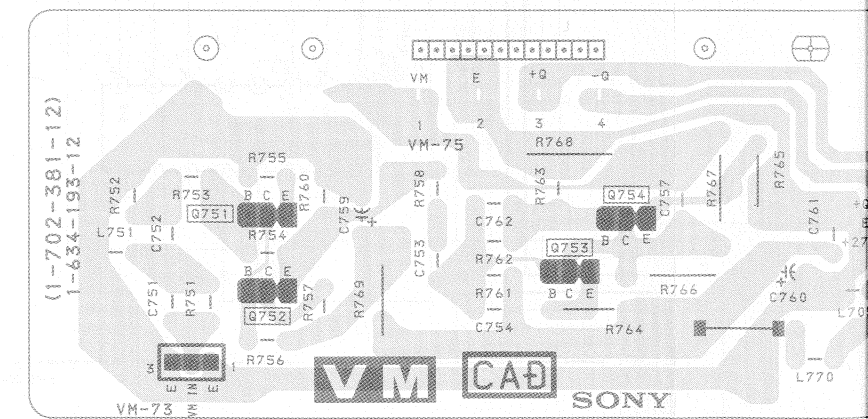 (1-702-381-12)
1-634-193-12
VM
E
+Q
-Q
1
2
3
4
VM-75
R768
R755
R752
R753
B C E
R760
R758
R763
Q754
C757
R767
R765
Q751
C759
+
C762
C761
L751
C752
R754
B C E
+Q
B C E
C753
R762
Q753
+27
C751
R751
R757
R769
R761
B C E
R766
+
C760
Q752
C754
R764
L70
R756
3
1
VM
CAD
L770
E
VM IN
E
SONY
VM-73